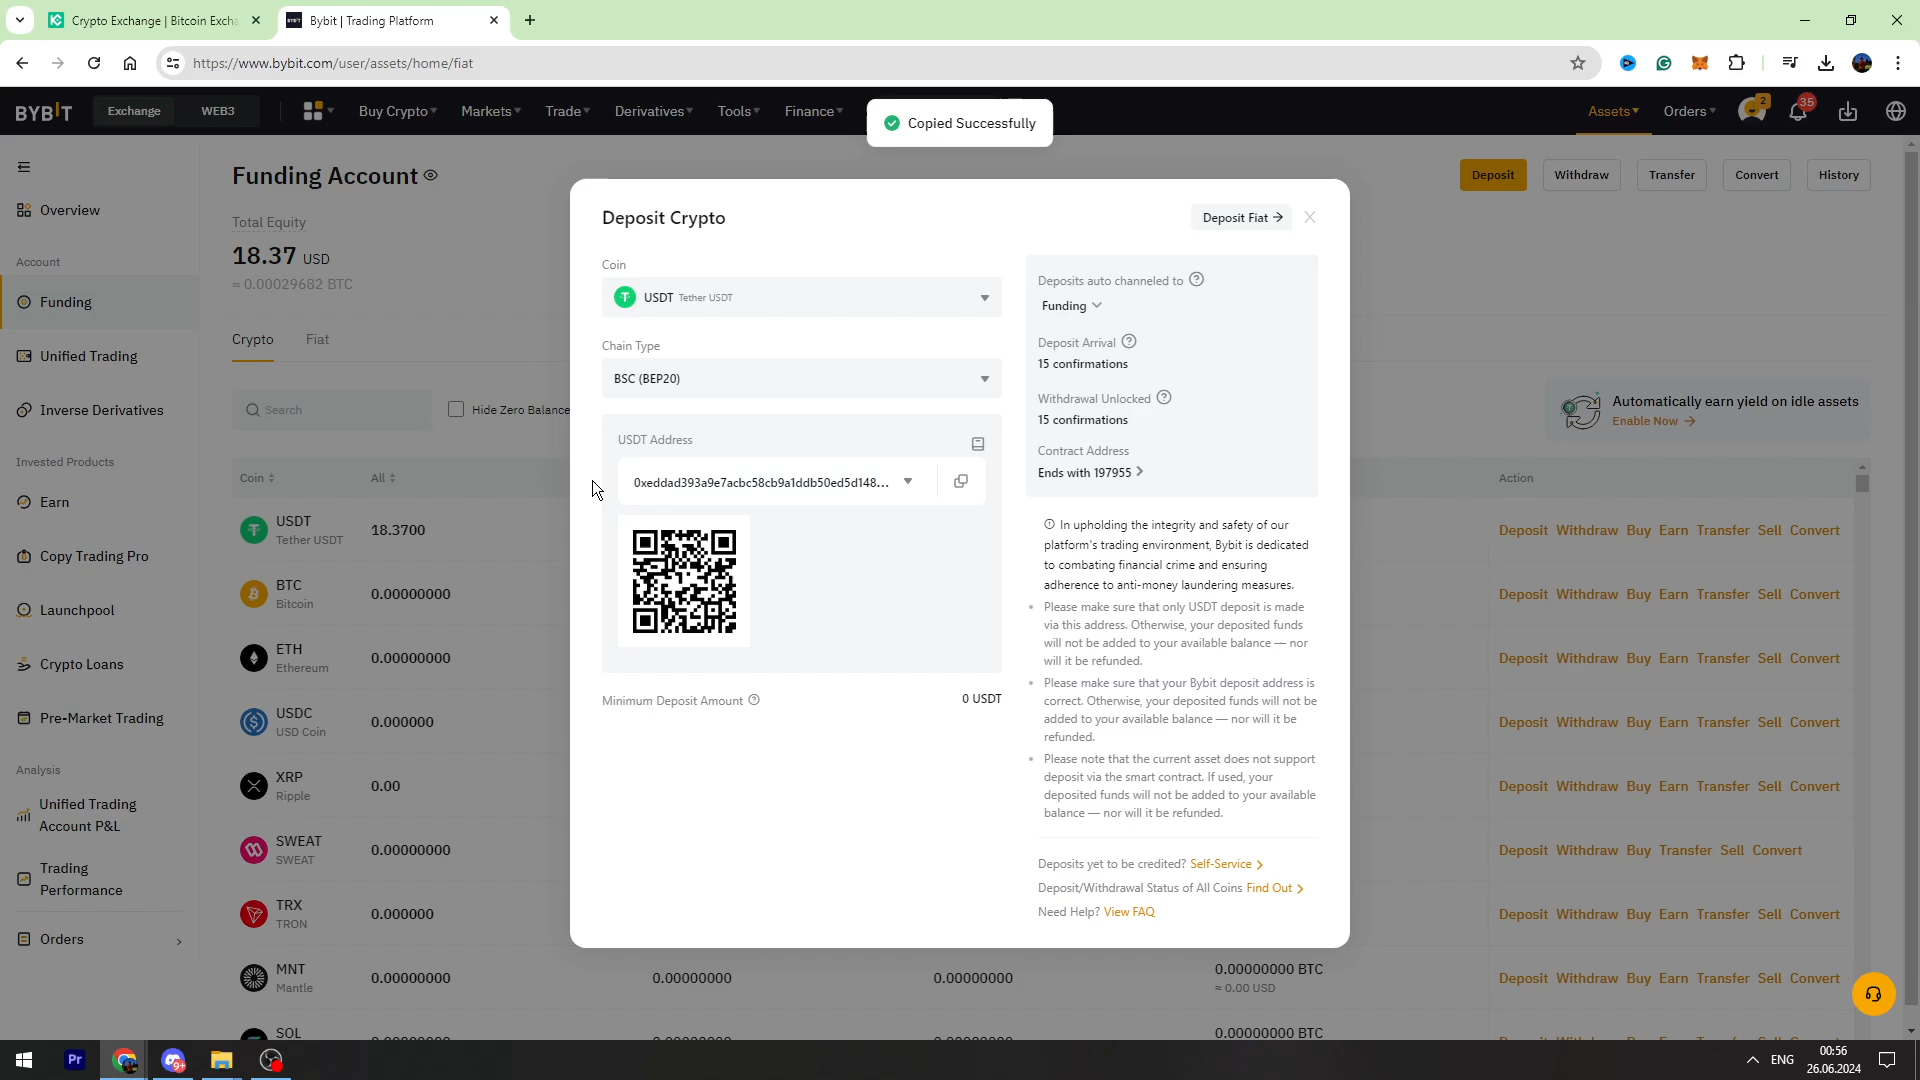 Crypto Exchange | Bitcoin Excha
Bybit | Trading Platform
https://www.bybit.com/user/assets/home/fiat
BYBIT
Exchange
WEB3
Buy Crypto
Markets
Trade
Derivatives
Tools
Finance
Copied Successfully
Assets
Orders
2
35
Funding Account
Deposit
Withdraw
Transfer
Convert
History
Overview
Total Equity
18.37 USD
≈ 0.00029682 BTC
Account
Funding
Unified Trading
Inverse Derivatives
Invested Products
Earn
Copy Trading Pro
Launchpool
Crypto Loans
Pre-Market Trading
Analysis
Unified Trading
Account P&L
Trading
Performance
Orders
Crypto
Fiat
Search
Hide Zero Balance
Automatically earn yield on idle assets
Enable Now →
Coin
All
Action
USDT
Tether USDT
18.3700
Deposit Withdraw Buy Earn Transfer Sell Convert
BTC
Bitcoin
0.00000000
Deposit Withdraw Buy Earn Transfer Sell Convert
ETH
Ethereum
0.00000000
Deposit Withdraw Buy Earn Transfer Sell Convert
USDC
USD Coin
0.000000
Deposit Withdraw Buy Earn Transfer Sell Convert
XRP
Ripple
0.00
Deposit Withdraw Buy Earn Transfer Sell Convert
SWEAT
SWEAT
0.00000000
Deposit Withdraw Buy Transfer Sell Convert
TRX
TRON
0.000000
Deposit Withdraw Buy Earn Transfer Sell Convert
MNT
Mantle
0.00000000
0.00000000
0.00000000
0.00000000 BTC
≈ 0.00 USD
Deposit Withdraw Buy Earn Transfer Sell Convert
SOL
0.00000000 BTC
Deposit Crypto
Deposit Fiat →
Coin
USDT Tether USDT
Chain Type
BSC (BEP20)
USDT Address
0xeddad393a9e7acbc58cb9a1ddb50ed5d148...
Minimum Deposit Amount
0 USDT
Deposits auto channeled to
Funding
Deposit Arrival
15 confirmations
Withdrawal Unlocked
15 confirmations
Contract Address
Ends with 197955
In upholding the integrity and safety of our
platform's trading environment, Bybit is dedicated
to combating financial crime and ensuring
adherence to anti-money laundering measures.
Please make sure that only USDT deposit is made
via this address. Otherwise, your deposited funds
will not be added to your available balance — nor
will it be refunded.
Please make sure that your Bybit deposit address is
correct. Otherwise, your deposited funds will not be
added to your available balance — nor will it be
refunded.
Please note that the current asset does not support
deposit via the smart contract. If used, your
deposited funds will not be added to your available
balance — nor will it be refunded.
Deposits yet to be credited? Self-Service
Deposit/Withdrawal Status of All Coins Find Out
Need Help? View FAQ
Pr
9+
ENG
00:56
26.06.2024